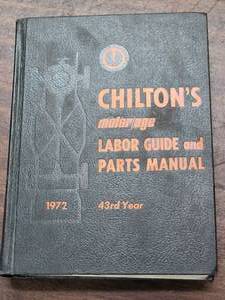 CHILTON'S
motor/age
LABOR GUIDE and
PARTS MANUAL
1972 43rd Year